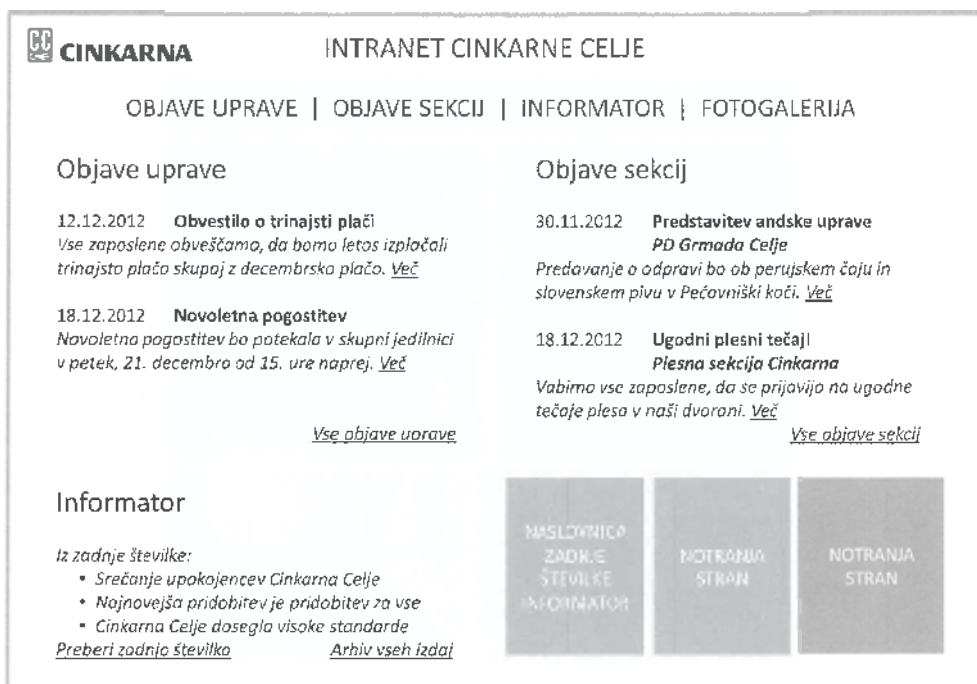 CINKARNA
INTRANET CINKARNE CELJE
OBJAVE UPRAVE | OBJAVE SEKCIJ | INFORMATOR | FOTOGALERIJA
Objave uprave
12.12.2012 Obvestilo o trinajsti plači
Vse zaposlene obveščamo, da bomo letos izplačali
trinajsto plačo skupaj z decembrsko plačo. Več
18.12.2012 Novoletna pogostitev
Novoletna pogostitev bo potekala v skupni jedilnici
v petek, 21. decembra od 15. ure naprej. Več
Vse objave uprave
Objave sekcij
30.11.2012 Predstavitev andske uprave
PD Grmada Celje
Predavanje o odpravi bo ob perujskem čaju in
slovenskem pivu v Pečovniški koči. Več
18.12.2012 Ugodni plesni tečaji
Plesna sekcija Cinkarna
Vabimo vse zaposlene, da se prijavijo na ugodne
tečaje plesa v naši dvorani. Več
Vse objave sekcij
Informator
Iz zadnje številke:
• Srečanje upokojencev Cinkarna Celje
• Najnovejša pridobitev je pridobitev za vse
• Cinkarna Celje dosegla visoke standarde
Preberi zadnjo številko Arhiv vseh izdaj
NASLOVNICA
ZADNJE
ŠTEVILKE
INFORMATOR
NOTRANJA
STRAN
NOTRANJA
STRAN